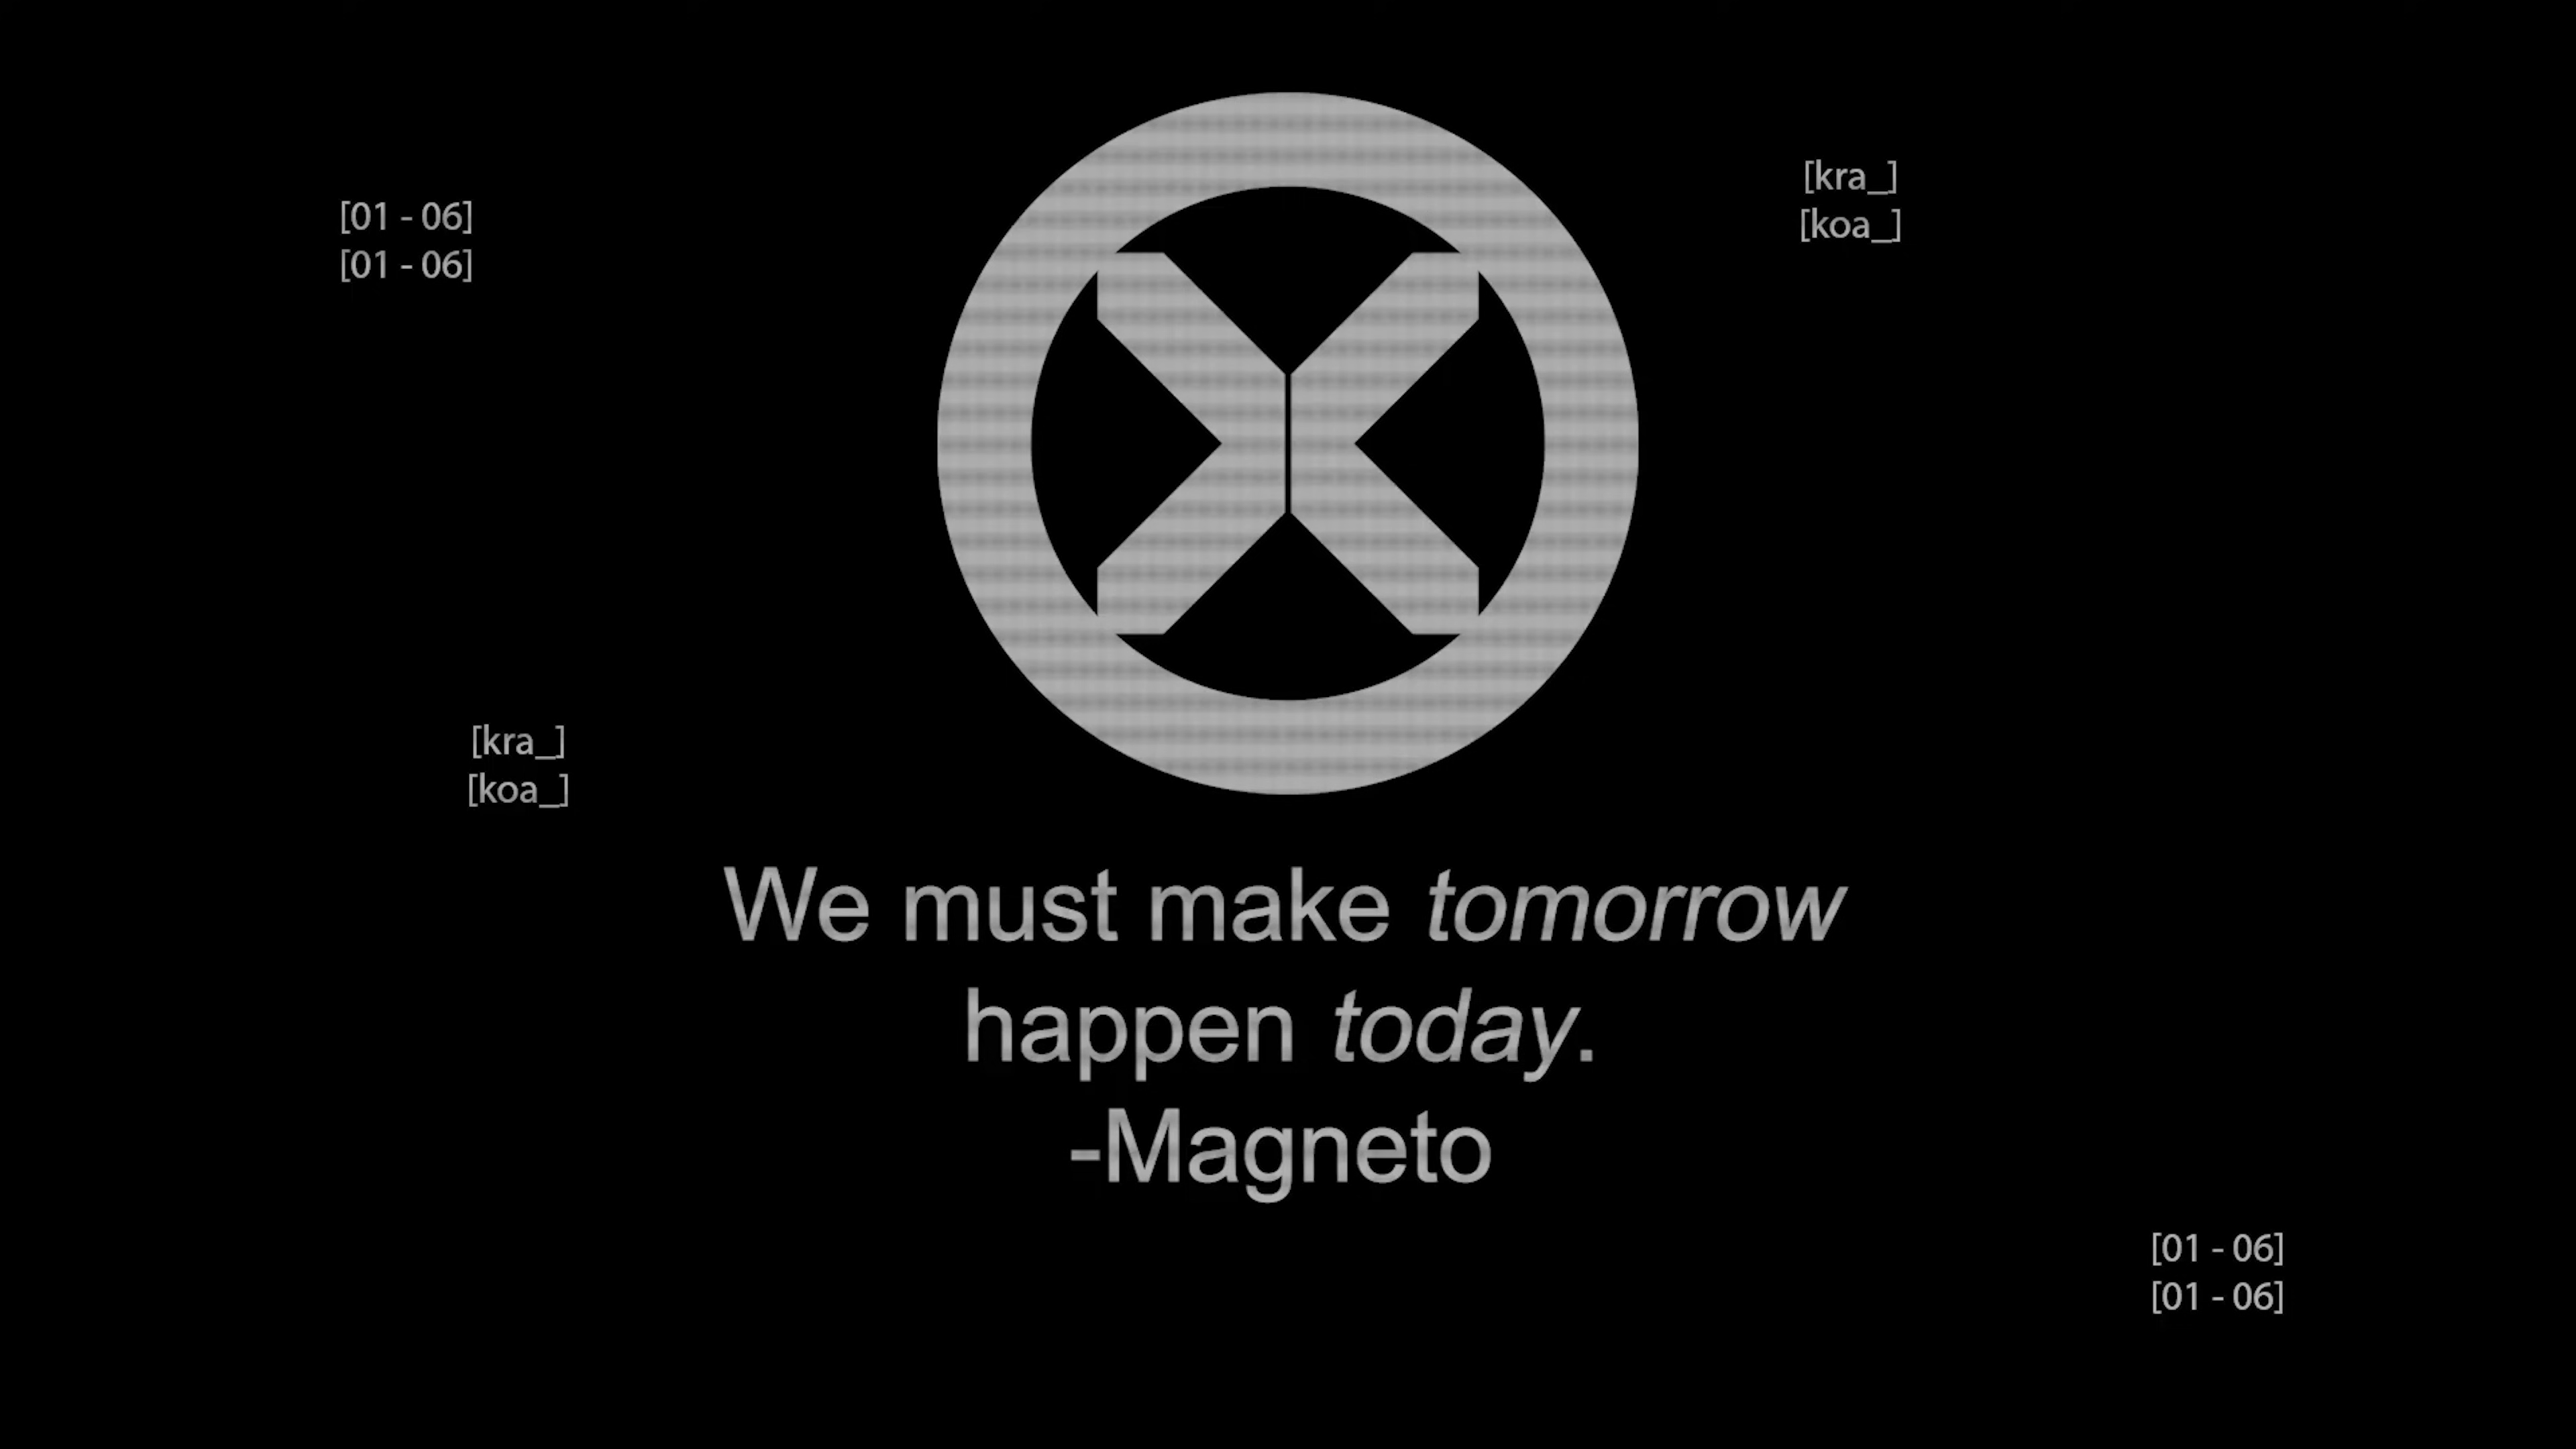 [01 - 06]
[01 - 06]
[kra_]
[koa_]
[kra_]
[koa_]
We must make tomorrow
happen today.
-Magneto
[01 - 06]
[01 - 06]